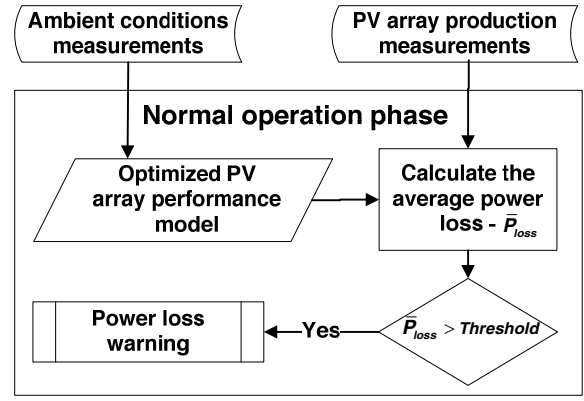 Ambient conditions
measurements
PV array production
measurements
Normal operation phase
Optimized PV
array performance
model
Calculate the
average power
loss - P̅loss
Power loss
warning
Yes
P̅loss > Threshold